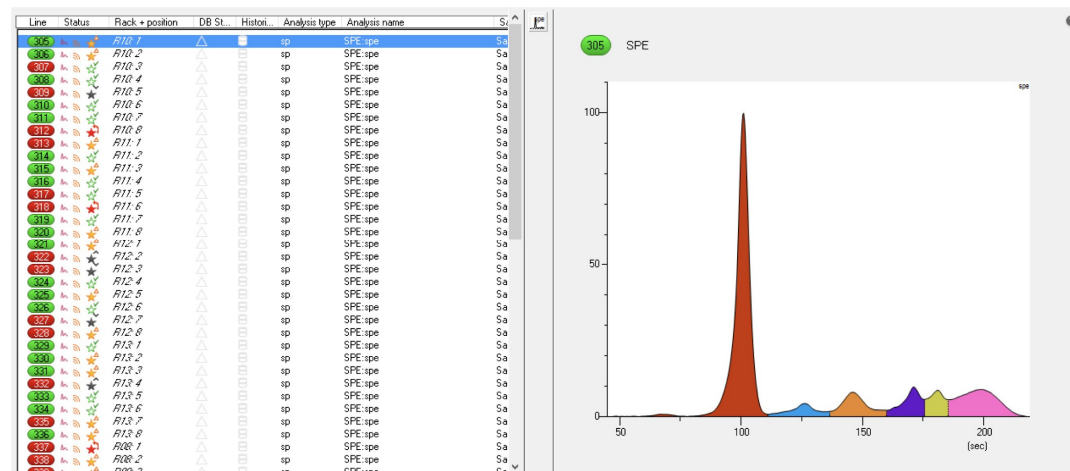 Line Status Rack + position DB St... Histori... Analysis type Analysis name Sa
305 R10: 1 sp SPE:spe Sa
306 R10: 2 sp SPE:spe Sa
307 R10: 3 sp SPE:spe Sa
308 R10: 4 sp SPE:spe Sa
309 R10: 5 sp SPE:spe Sa
310 R10: 6 sp SPE:spe Sa
311 R10: 7 sp SPE:spe Sa
312 R10: 8 sp SPE:spe Sa
313 R11: 1 sp SPE:spe Sa
314 R11: 2 sp SPE:spe Sa
315 R11: 3 sp SPE:spe Sa
316 R11: 4 sp SPE:spe Sa
317 R11: 5 sp SPE:spe Sa
318 R11: 6 sp SPE:spe Sa
319 R11: 7 sp SPE:spe Sa
320 R11: 8 sp SPE:spe Sa
321 R12: 1 sp SPE:spe Sa
322 R12: 2 sp SPE:spe Sa
323 R12: 3 sp SPE:spe Sa
324 R12: 4 sp SPE:spe Sa
325 R12: 5 sp SPE:spe Sa
326 R12: 6 sp SPE:spe Sa
327 R12: 7 sp SPE:spe Sa
328 R12: 8 sp SPE:spe Sa
329 R13: 1 sp SPE:spe Sa
330 R13: 2 sp SPE:spe Sa
331 R13: 3 sp SPE:spe Sa
332 R13: 4 sp SPE:spe Sa
333 R13: 5 sp SPE:spe Sa
334 R13: 6 sp SPE:spe Sa
335 R13: 7 sp SPE:spe Sa
336 R13: 8 sp SPE:spe Sa
337 R08: 1 sp SPE:spe Sa
338 R08: 2 sp SPE:spe Sa
spe
305 SPE
spe
100
50
0
50 100 150 200
(sec)